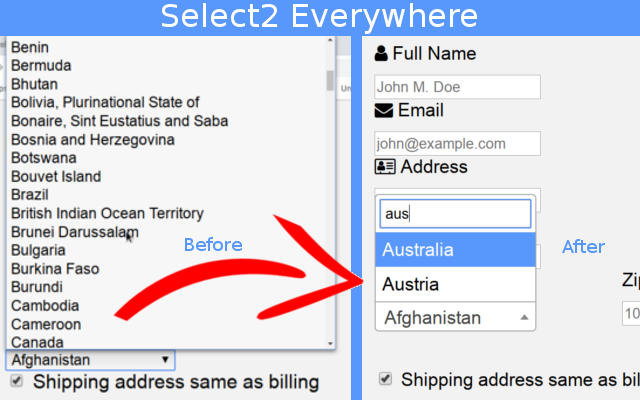 Select2 Everywhere
Benin
Bermuda
Bhutan
Bolivia, Plurinational State of
Bonaire, Sint Eustatius and Saba
Bosnia and Herzegovina
Botswana
Bouvet Island
Brazil
British Indian Ocean Territory
Brunei Darussalam
Bulgaria
Burkina Faso
Burundi
Cambodia
Cameroon
Canada
Afghanistan
Shipping address same as billing
Before
Full Name
John M. Doe
Email
john@example.com
Address
aus
Australia
Austria
Afghanistan
After
Zip
10
Shipping address same as bil